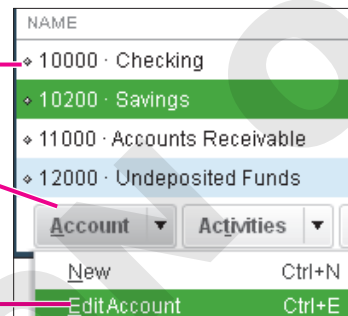 NAME
10000 · Checking
10200 · Savings
11000 · Accounts Receivable
12000 · Undeposited Funds
Account Activities
New Ctrl+N
Edit Account Ctrl+E